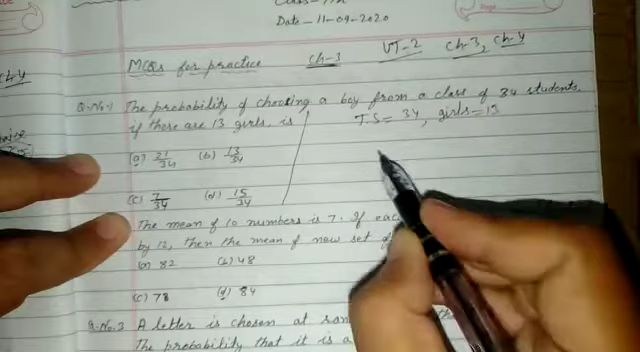 Date - 11-09-2020
MCQs for practice Ch-3 UT-2 Ch-3, Ch-4
Q.No.1 The probability of choosing a boy from a class of 34 students,
if there are 13 girls, is T.S = 34, girls = 13
(a) 21/34 (b) 13/34
(c) 7/34 (d) 15/34
The mean of 10 numbers is 7. If eac
by 12, then the mean of new set of
(a) 82 (b) 48
(c) 78 (d) 84
Q.No.3 A letter is chosen at ran
The probability that it is a